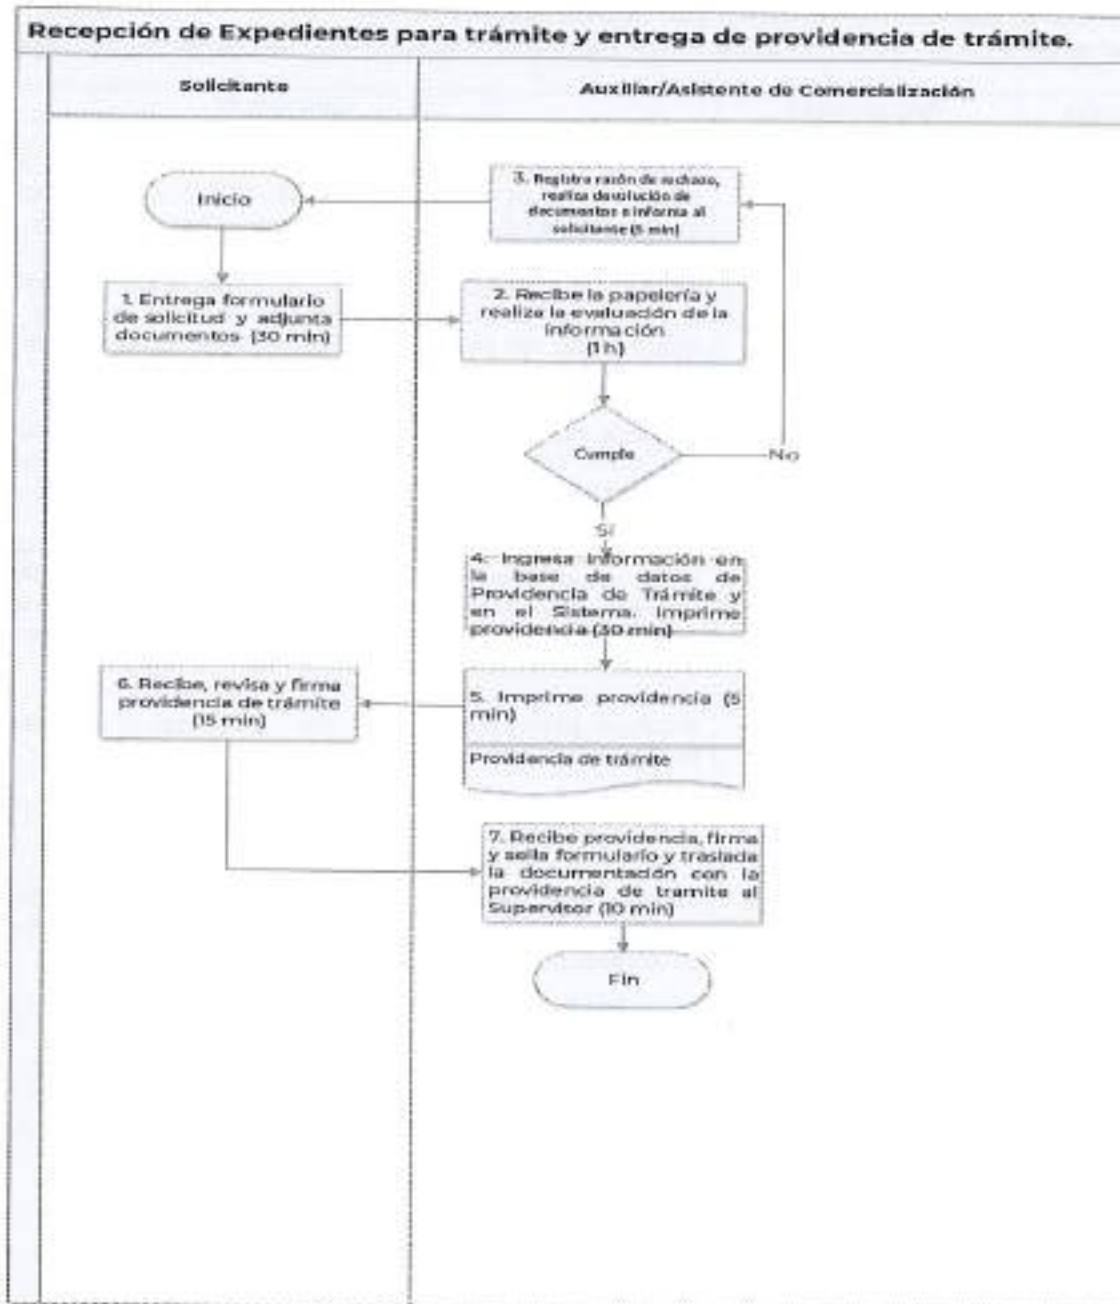 Recepción de Expedientes para trámite y entrega de providencia de trámite.
Solicitante
Auxiliar/Asistente de Comercialización
Inicio
3. Registra razón de rechazo,
realiza devolución de
documentos e informa al
solicitante (5 min)
1. Entrega formulario
de solicitud y adjunta
documentos (30 min)
2. Recibe la papelería y
realiza la evaluación de la
información
(1 h)
Cumple
No
Sí
4. Ingresa información en
la base de datos de
Providencia de Trámite y
en el Sistema. Imprime
providencia (30 min)
6. Recibe, revisa y firma
providencia de trámite
(15 min)
5. Imprime providencia (5
min)
Providencia de trámite
7. Recibe providencia, firma
y sella formulario y traslada
la documentación con la
providencia de tramite al
Supervisor (10 min)
Fin